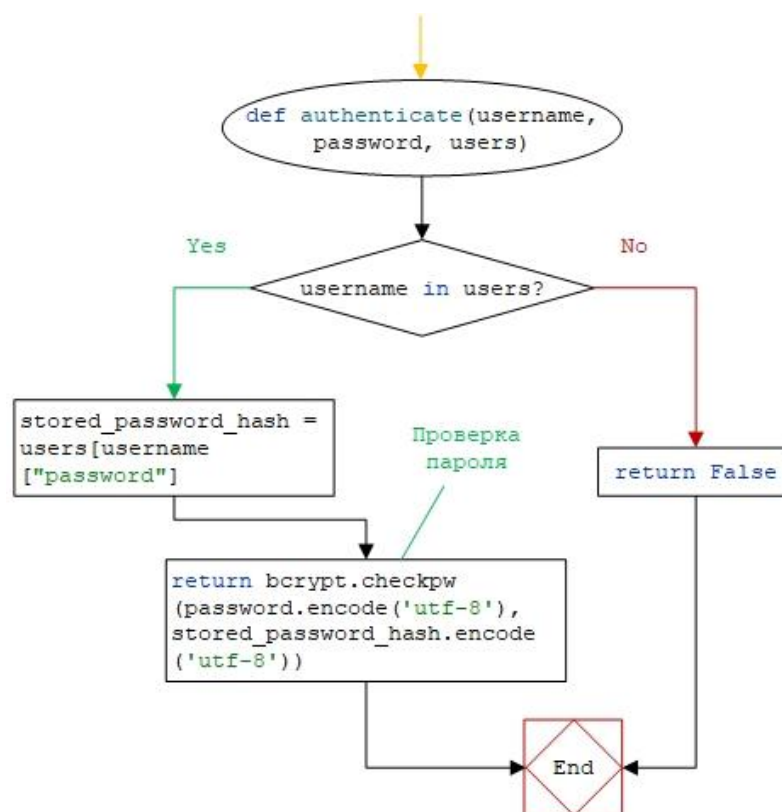 def authenticate(username,
password, users)
Yes
No
username in users?
stored_password_hash =
users[username
["password"]
Проверка
пароля
return False
return bcrypt.checkpw
(password.encode('utf-8'),
stored_password_hash.encode
('utf-8'))
End